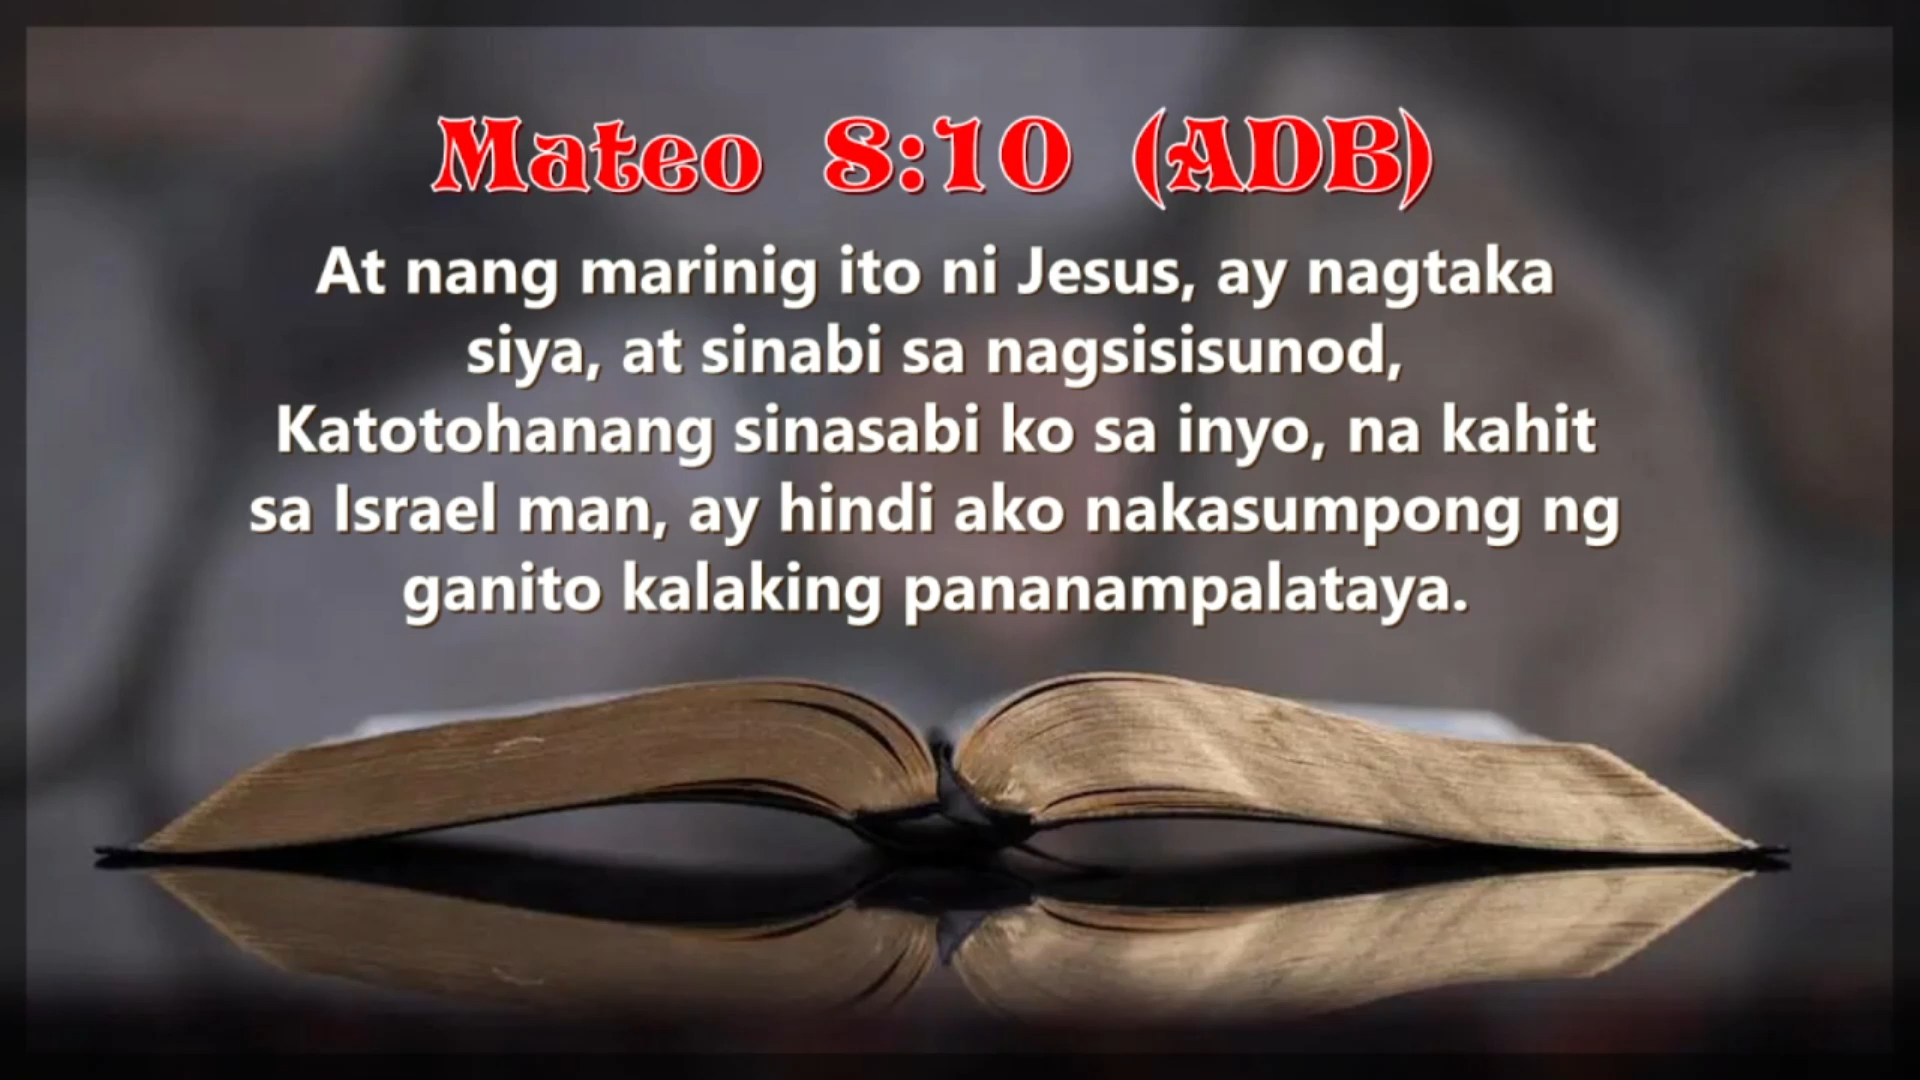 Mateo 8:10 (ADB)
At nang marinig ito ni Jesus, ay nagtaka
siya, at sinabi sa nagsisisunod,
Katotohanang sinasabi ko sa inyo, na kahit
sa Israel man, ay hindi ako nakasumpong ng
ganito kalaking pananampalataya.